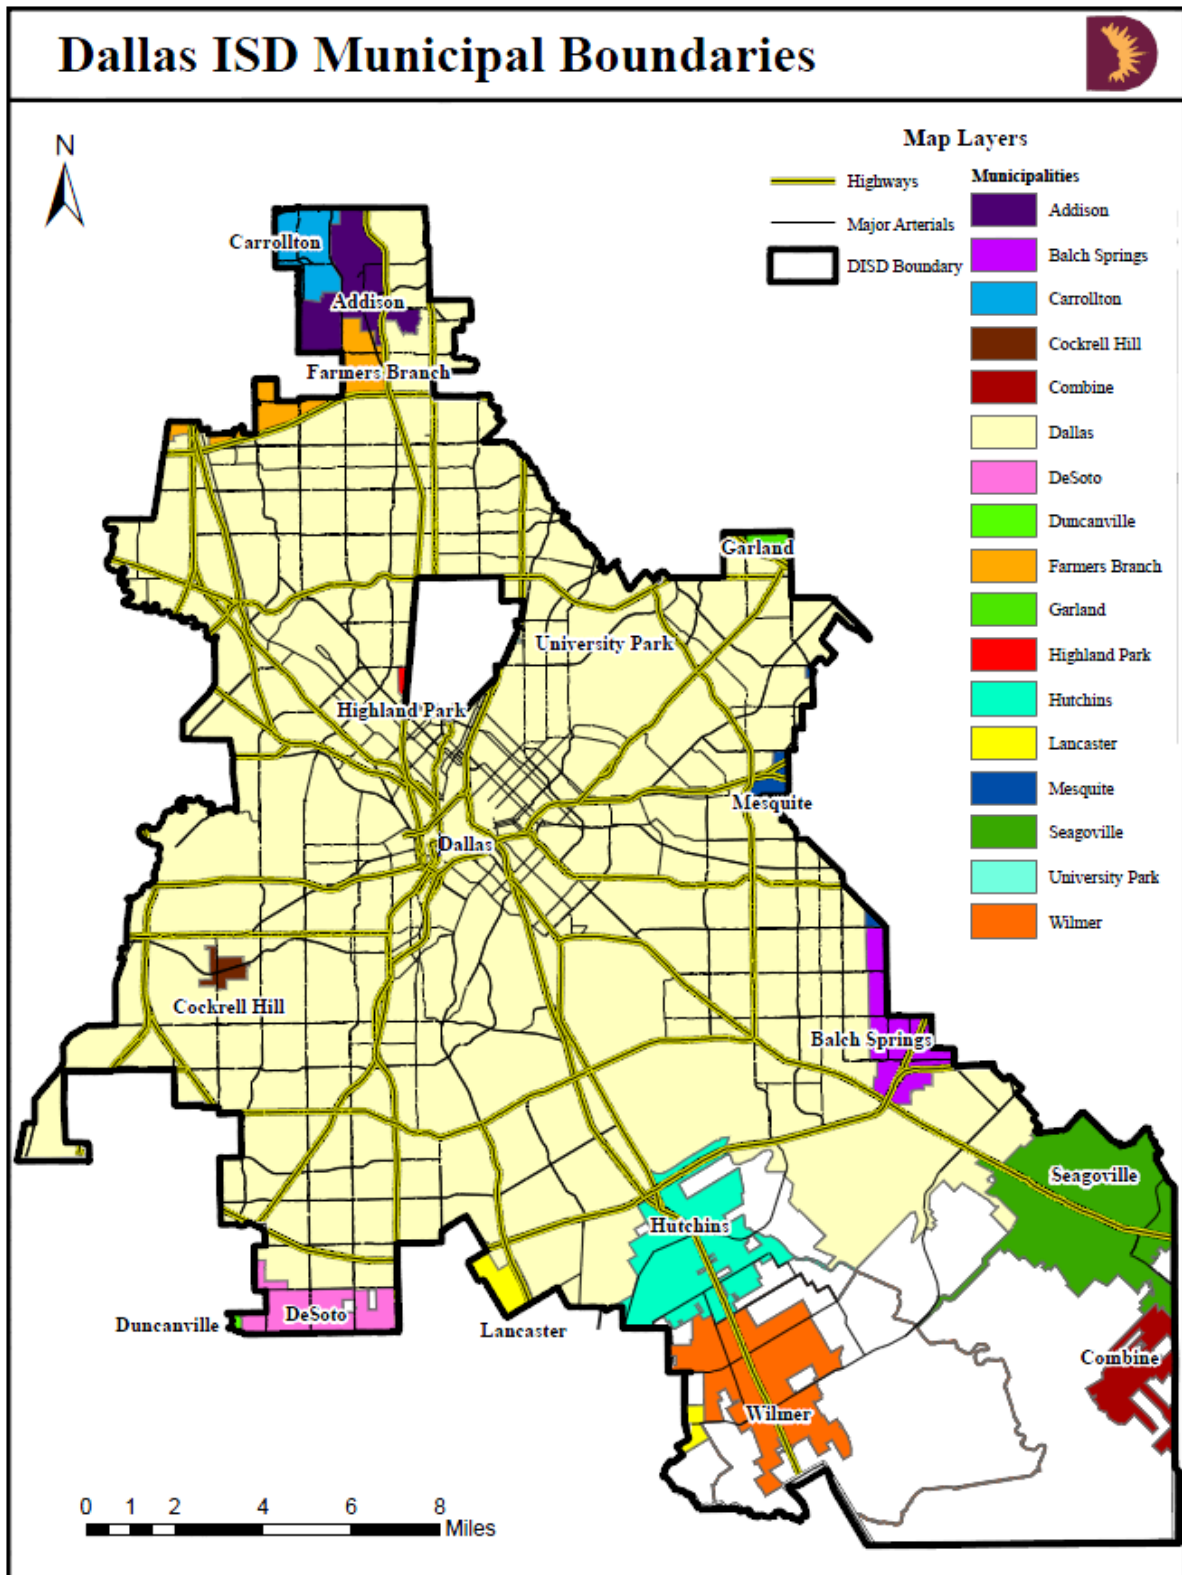 Dallas ISD Municipal Boundaries
N
Map Layers
Highways
Major Arterials
DISD Boundary
Municipalities
Addison
Balch Springs
Carrollton
Cockrell Hill
Combine
Dallas
DeSoto
Duncanville
Farmers Branch
Garland
Highland Park
Hutchins
Lancaster
Mesquite
Seagoville
University Park
Wilmer
Carrollton
Addison
Farmers Branch
Garland
University Park
Highland Park
Mesquite
Dallas
Cockrell Hill
Balch Springs
Seagoville
Hutchins
DeSoto
Duncanville
Lancaster
Combine
Wilmer
0 1 2 4 6 8
Miles